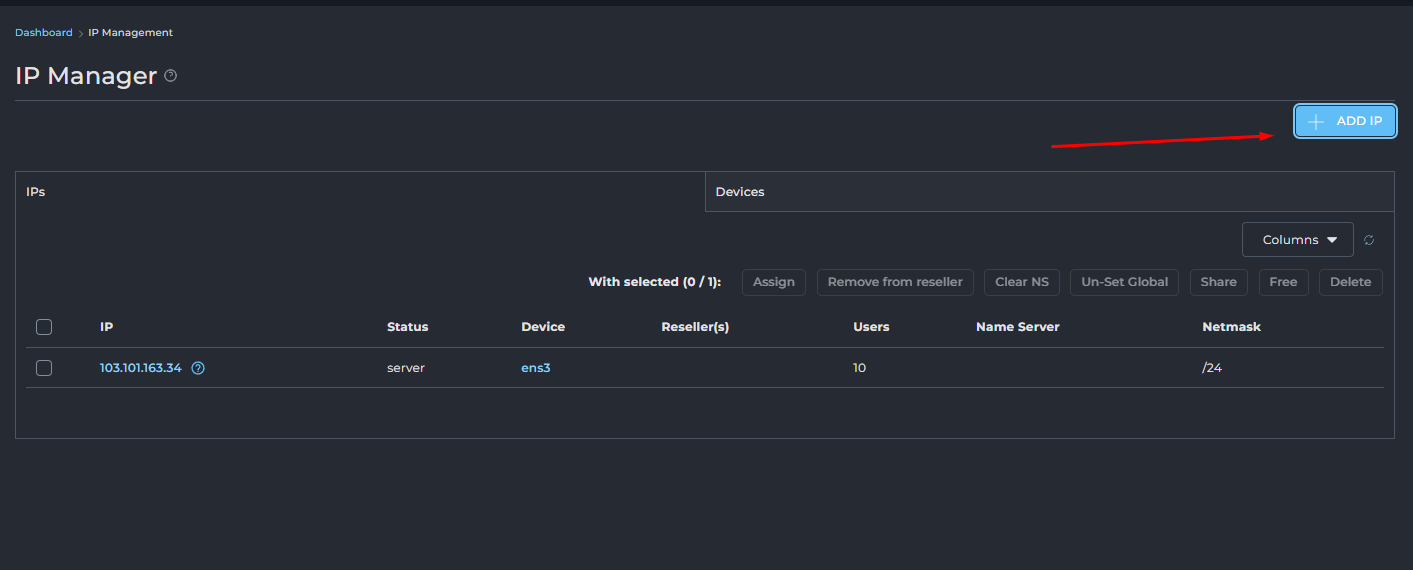 Dashboard > IP Management
IP Manager
ADD IP
IPs Devices
Columns
With selected (0 / 1): Assign Remove from reseller Clear NS Un-Set Global Share Free Delete
IP Status Device Reseller(s) Users Name Server Netmask
103.101.163.34 server ens3 10 /24